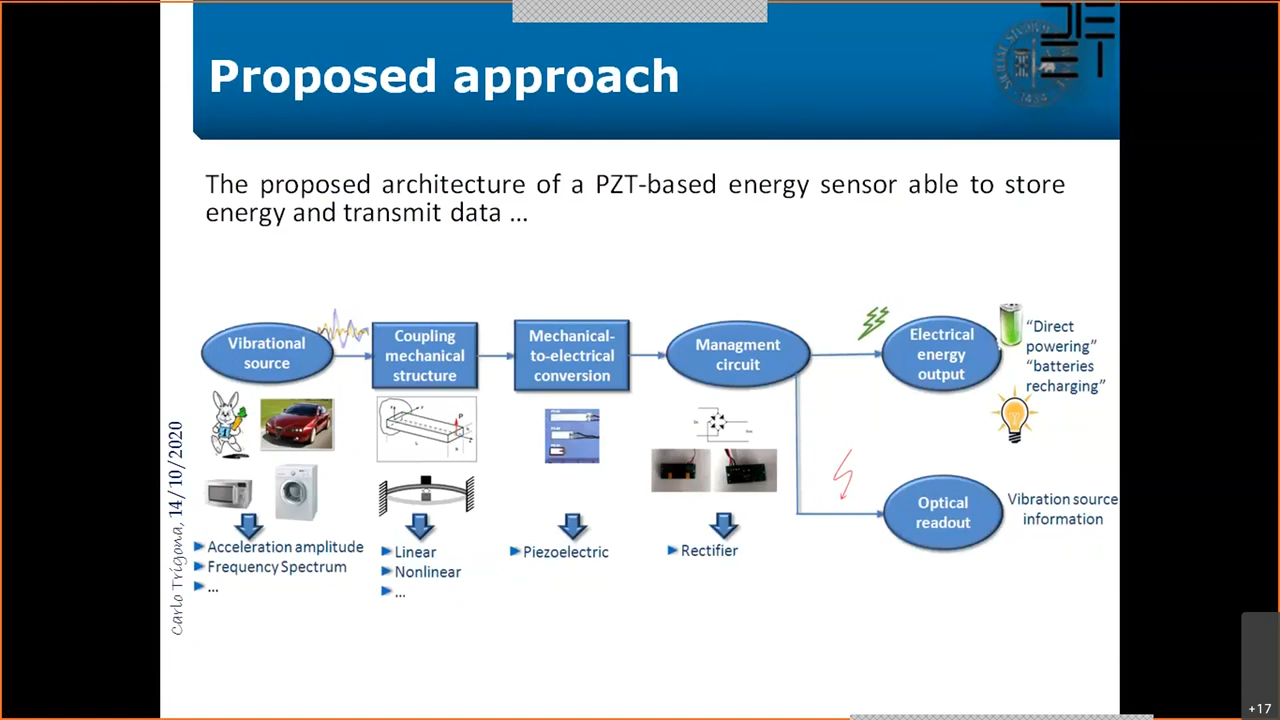 Proposed approach
The proposed architecture of a PZT-based energy sensor able to store
energy and transmit data ...
Vibrational
source
Coupling
mechanical
structure
Mechanical-
to-electrical
conversion
Managment
circuit
Electrical
energy
output
“Direct
powering”
“batteries
recharging”
Optical
readout
Vibration source
information
Acceleration amplitude
Frequency Spectrum
...
Linear
Nonlinear
...
Piezoelectric
Rectifier
Carlo Trigona, 14/10/2020
+17